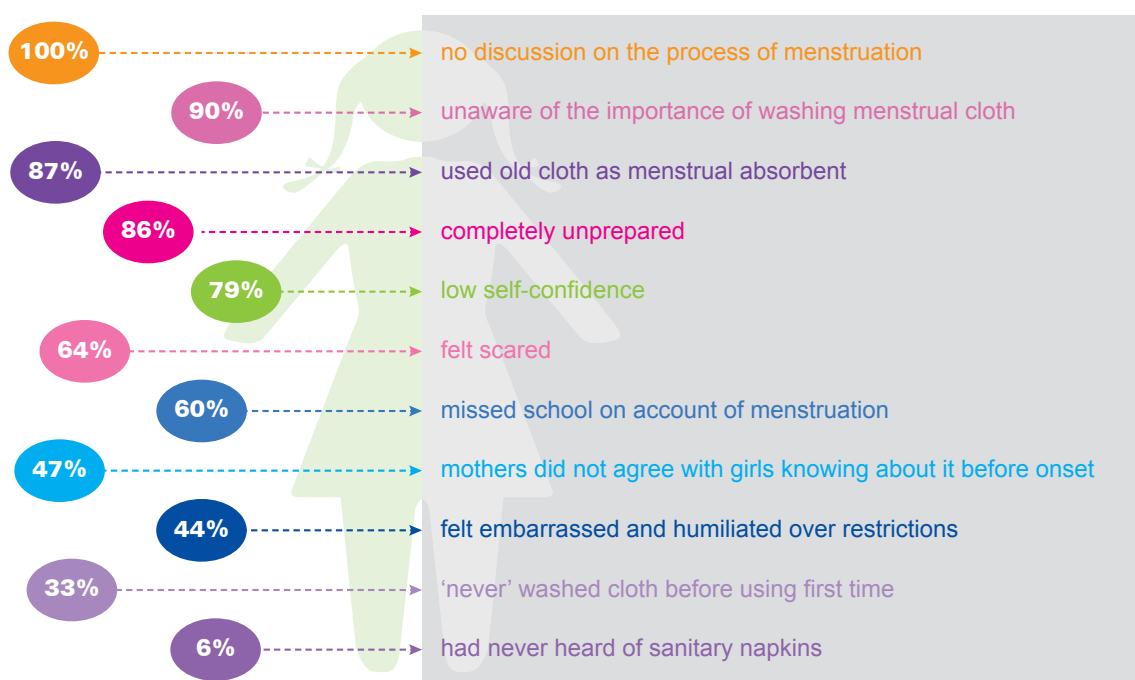 100% no discussion on the process of menstruation
90% unaware of the importance of washing menstrual cloth
87% used old cloth as menstrual absorbent
86% completely unprepared
79% low self-confidence
64% felt scared
60% missed school on account of menstruation
47% mothers did not agree with girls knowing about it before onset
44% felt embarrassed and humiliated over restrictions
33% ‘never’ washed cloth before using first time
6% had never heard of sanitary napkins